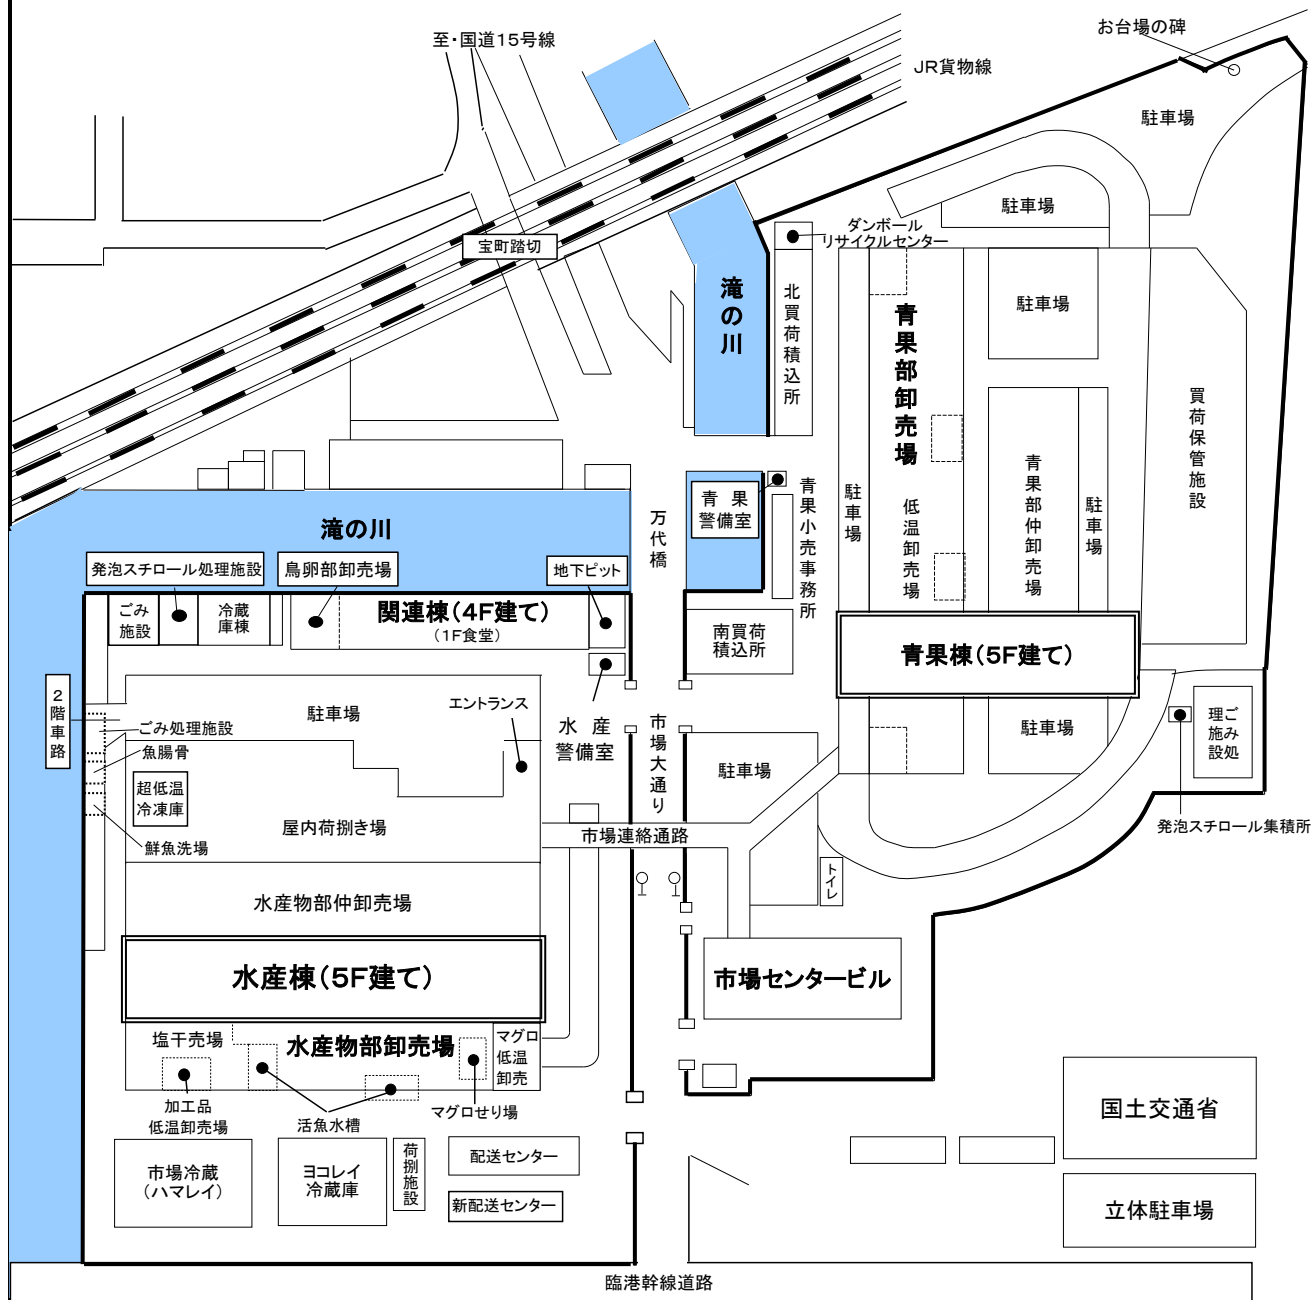 至・国道15号線
お台場の碑
JR貨物線
駐車場
駐車場
ダンボール
リサイクルセンター
宝町踏切
滝の川
北買荷積込所
青果部卸売場
駐車場
買荷保管施設
青果部仲卸売場
駐車場
駐車場
低温卸売場
青果小売事務所
青 果
警備室
万代橋
滝の川
発泡スチロール処理施設
鳥卵部卸売場
地下ピット
ごみ
施設
冷蔵
庫棟
関連棟(4F建て)
(1F食堂)
南買荷
積込所
青果棟(5F建て)
2階車路
駐車場
エントランス
水 産
警備室
市場大通り
駐車場
駐車場
ごみ処理施設
魚腸骨
超低温
冷凍庫
鮮魚洗場
屋内荷捌き場
市場連絡通路
理ご
施み
設処
発泡スチロール集積所
トイレ
水産物部仲卸売場
水産棟(5F建て)
市場センタービル
塩干売場
水産物部卸売場
マグロ
低温
卸売
加工品
低温卸売場
活魚水槽
マグロせり場
市場冷蔵
(ハマレイ)
ヨコレイ
冷蔵庫
荷捌施設
配送センター
新配送センター
国土交通省
立体駐車場
臨港幹線道路